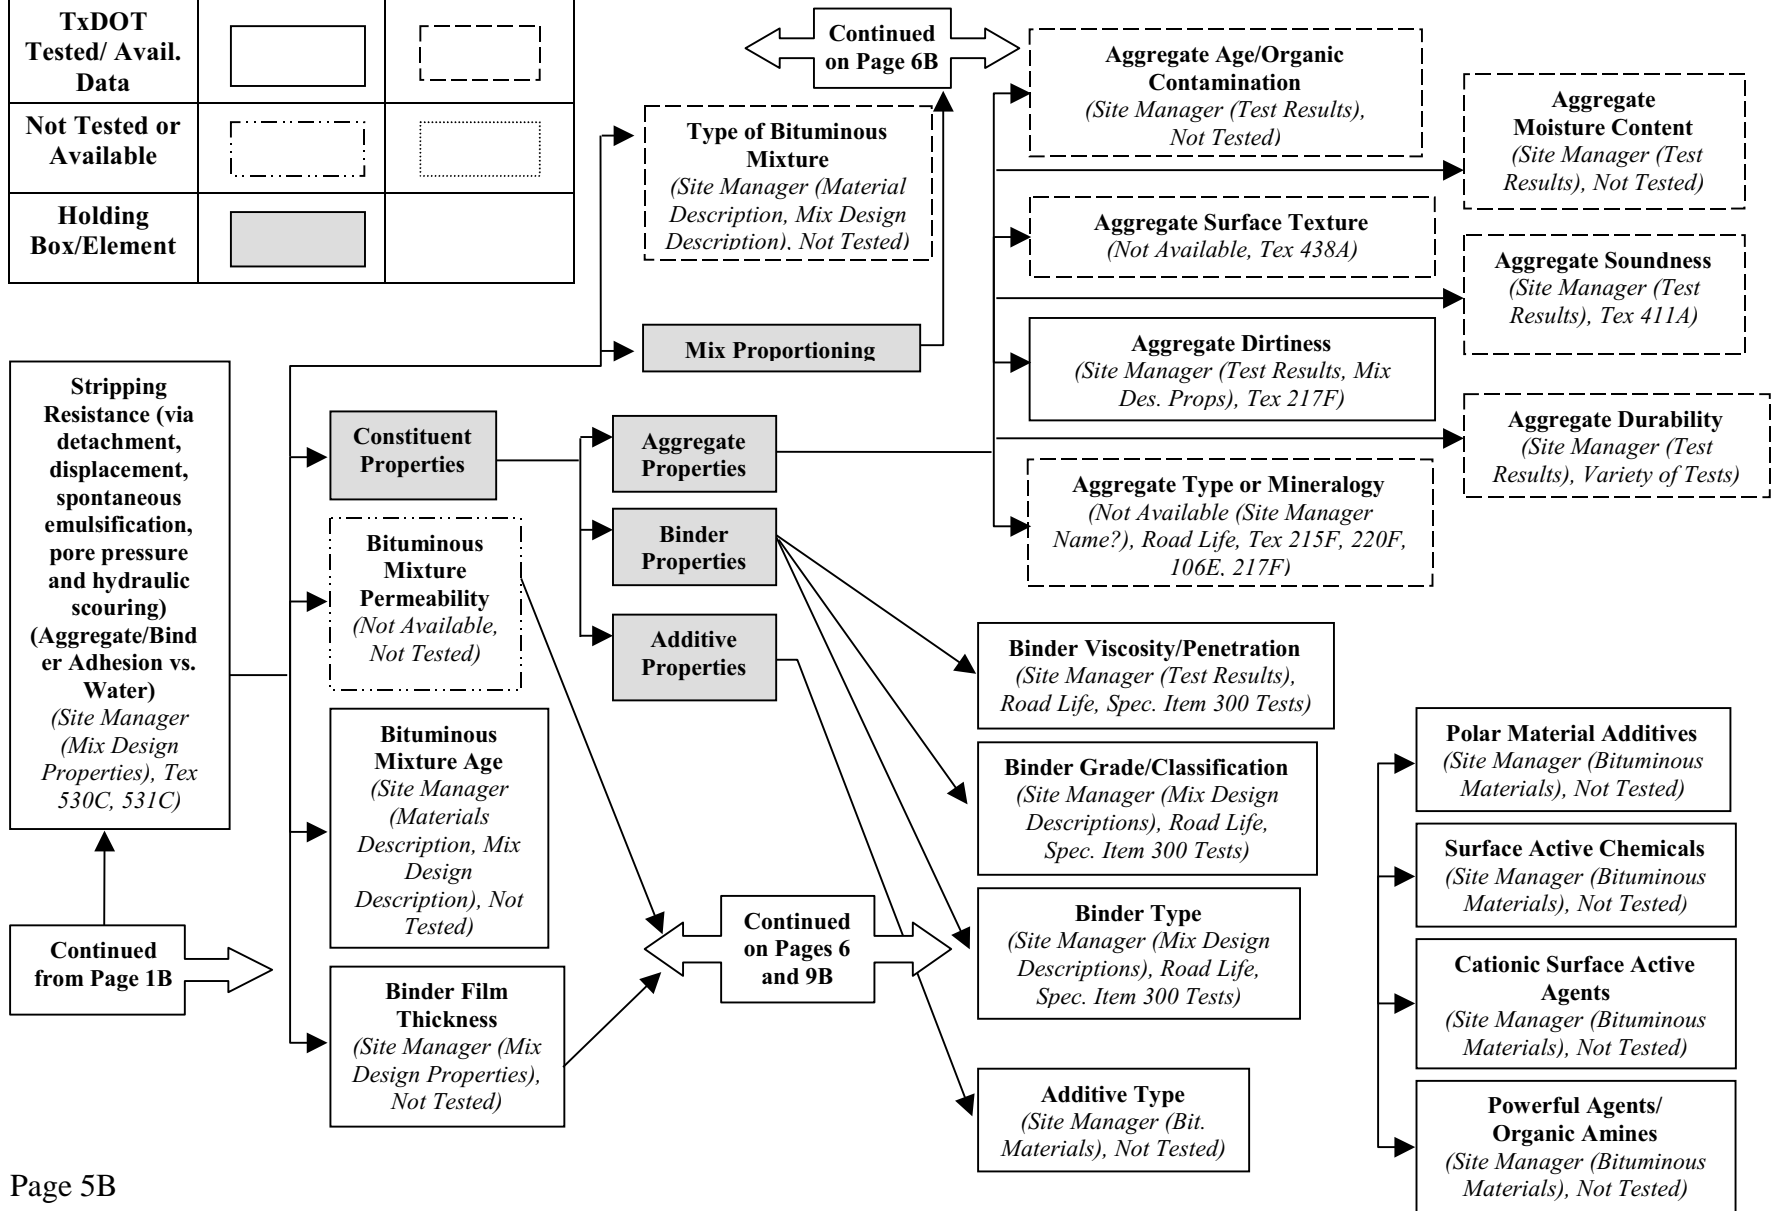 TxDOT
Tested/ Avail.
Data
Not Tested or
Available
Holding
Box/Element
Continued
on Page 6B
Type of Bituminous
Mixture
(Site Manager (Material
Description, Mix Design
Description), Not Tested)
Mix Proportioning
Aggregate Age/Organic
Contamination
(Site Manager (Test Results),
Not Tested)
Aggregate
Moisture Content
(Site Manager (Test
Results), Not Tested)
Aggregate Surface Texture
(Not Available, Tex 438A)
Aggregate Soundness
(Site Manager (Test
Results), Tex 411A)
Aggregate Dirtiness
(Site Manager (Test Results, Mix
Des. Props), Tex 217F)
Aggregate Durability
(Site Manager (Test
Results), Variety of Tests)
Aggregate Type or Mineralogy
(Not Available (Site Manager
Name?), Road Life, Tex 215F, 220F,
106E, 217F)
Stripping
Resistance (via
detachment,
displacement,
spontaneous
emulsification,
pore pressure
and hydraulic
scouring)
(Aggregate/Bind
er Adhesion vs.
Water)
(Site Manager
(Mix Design
Properties), Tex
530C, 531C)
Continued
from Page 1B
Constituent
Properties
Bituminous
Mixture
Permeability
(Not Available,
Not Tested)
Bituminous
Mixture Age
(Site Manager
(Materials
Description, Mix
Design
Description), Not
Tested)
Binder Film
Thickness
(Site Manager (Mix
Design Properties),
Not Tested)
Aggregate
Properties
Binder
Properties
Additive
Properties
Continued
on Pages 6
and 9B
Binder Viscosity/Penetration
(Site Manager (Test Results),
Road Life, Spec. Item 300 Tests)
Binder Grade/Classification
(Site Manager (Mix Design
Descriptions), Road Life,
Spec. Item 300 Tests)
Binder Type
(Site Manager (Mix Design
Descriptions), Road Life,
Spec. Item 300 Tests)
Additive Type
(Site Manager (Bit.
Materials), Not Tested)
Polar Material Additives
(Site Manager (Bituminous
Materials), Not Tested)
Surface Active Chemicals
(Site Manager (Bituminous
Materials), Not Tested)
Cationic Surface Active
Agents
(Site Manager (Bituminous
Materials), Not Tested)
Powerful Agents/
Organic Amines
(Site Manager (Bituminous
Materials), Not Tested)
Page 5B